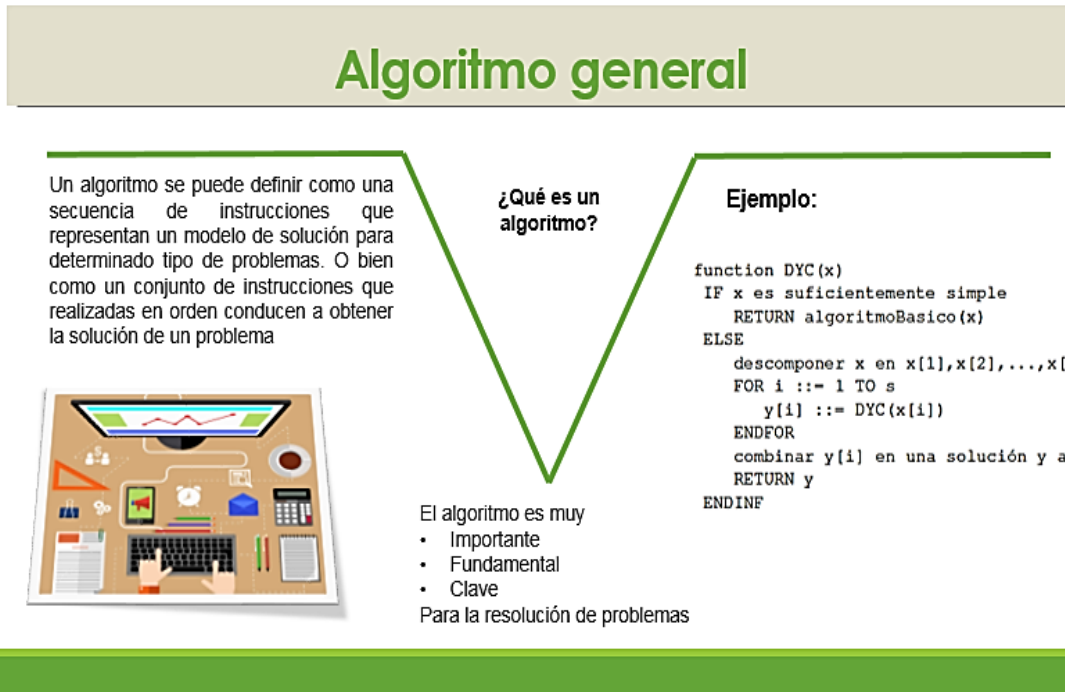 Algoritmo general
Un algoritmo se puede definir como una
secuencia de instrucciones que
representan un modelo de solución para
determinado tipo de problemas. O bien
como un conjunto de instrucciones que
realizadas en orden conducen a obtener
la solución de un problema
¿Qué es un
algoritmo?
El algoritmo es muy
• Importante
• Fundamental
• Clave
Para la resolución de problemas
Ejemplo:
function DYC(x)
IF x es suficientemente simple
RETURN algoritmoBasico(x)
ELSE
descomponer x en x[1],x[2],...,x[
FOR i ::= 1 TO s
y[i] ::= DYC(x[i])
ENDFOR
combinar y[i] en una solución y a
RETURN y
ENDINF